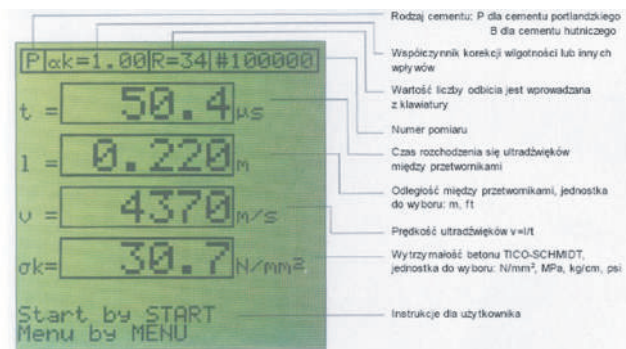 P αk=1.00 R=34 #100000
t = 50.4 μs
l = 0.220 m
υ = 4370 m/s
σk= 30.7 N/mm²
Start by START
Menu by MENU
Rodzaj cementu: P dla cementu portlandzkiego
B dla cementu hutniczego
Współczynnik korekcji wilgotności lub innych
wpływów
Wartość liczby odbicia jest wprowadzana
z klawiatury
Numer pomiaru
Czas rozchodzenia się ultradźwięków
między przetwornikami
Odległość między przetwornikami, jednostka
do wyboru: m, ft
Prędkość ultradźwięków v=l/t
Wytrzymałość betonu TICO-SCHMIDT,
jednostka do wyboru: N/mm², MPa, kg/cm, psi
Instrukcje dla użytkownika